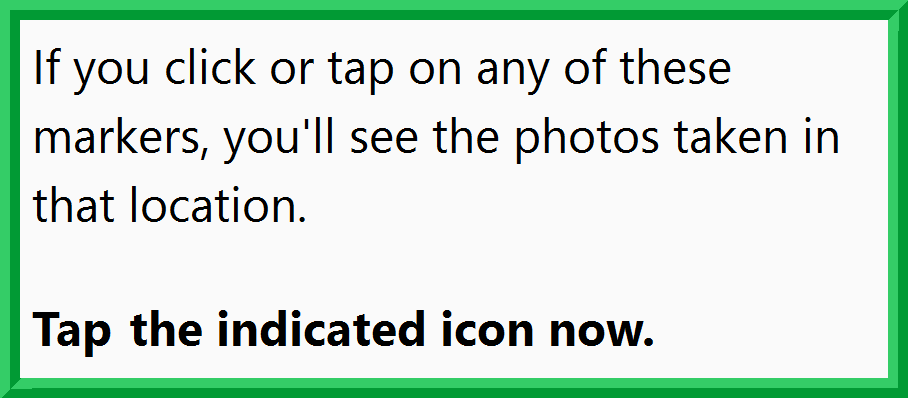 If you click or tap on any of these
markers, you'll see the photos taken in
that location.
Tap the indicated icon now.